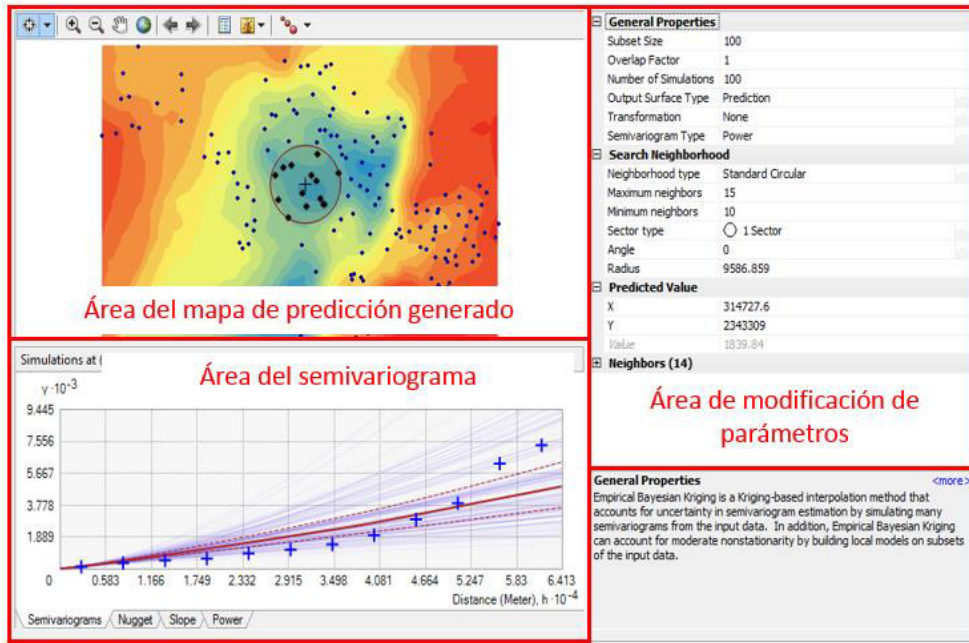 Área del mapa de predicción generado
Simulations at (
Área del semivariograma
γ·10⁻³
9.445
7.556
5.667
3.778
1.889
0
0 0.583 1.166 1.749 2.332 2.915 3.498 4.081 4.664 5.247 5.83 6.413
Distance (Meter), h·10⁻⁴
Semivariograms Nugget Slope Power
General Properties
Subset Size 100
Overlap Factor 1
Number of Simulations 100
Output Surface Type Prediction
Transformation None
Semivariogram Type Power
Search Neighborhood
Neighborhood type Standard Circular
Maximum neighbors 15
Minimum neighbors 10
Sector type 1 Sector
Angle 0
Radius 9586.859
Predicted Value
X 314727.6
Y 2343309
Value 1839.84
Neighbors (14)
Área de modificación de
parámetros
General Properties <more>
Empirical Bayesian Kriging is a Kriging-based interpolation method that
accounts for uncertainty in semivariogram estimation by simulating many
semivariograms from the input data. In addition, Empirical Bayesian Kriging
can account for moderate nonstationarity by building local models on subsets
of the input data.